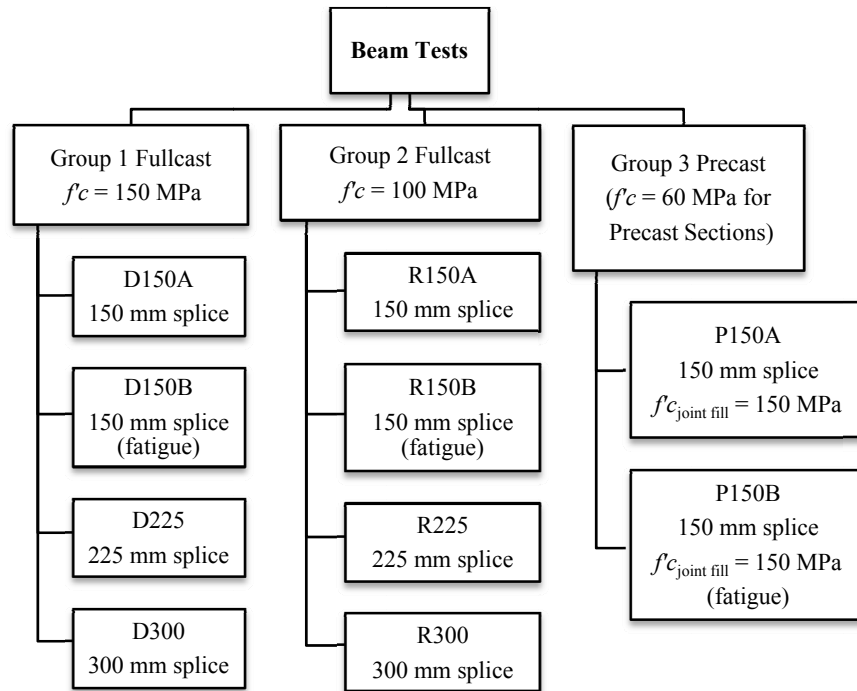 Beam Tests
Group 1 Fullcast
f'c = 150 MPa
D150A
150 mm splice
D150B
150 mm splice
(fatigue)
D225
225 mm splice
D300
300 mm splice
Group 2 Fullcast
f'c = 100 MPa
R150A
150 mm splice
R150B
150 mm splice
(fatigue)
R225
225 mm splice
R300
300 mm splice
Group 3 Precast
(f'c = 60 MPa for
Precast Sections)
P150A
150 mm splice
f'c joint fill = 150 MPa
P150B
150 mm splice
f'c joint fill = 150 MPa
(fatigue)